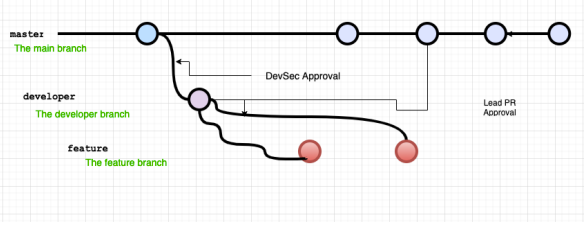 master
The main branch
DevSec Approval
developer
The developer branch
Lead PR
Approval
feature
The feature branch